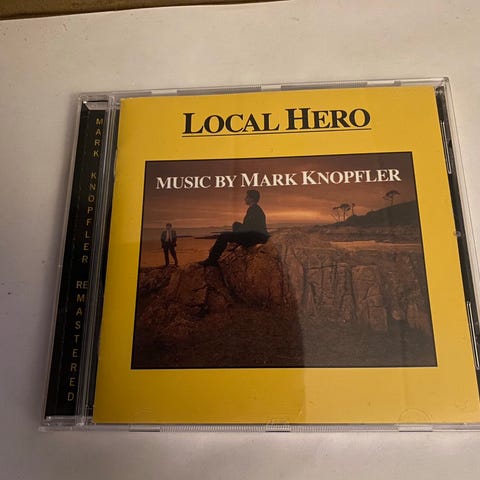 LOCAL HERO
MUSIC BY MARK KNOPFLER
MARK KNOPFLER REMASTERED